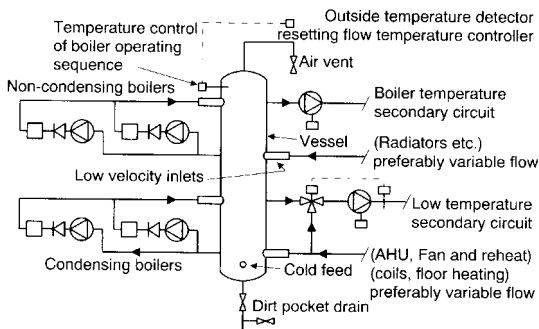 Outside temperature detector
resetting flow temperature controller
Temperature control
of boiler operating
sequence
Air vent
Non-condensing boilers
Boiler temperature
secondary circuit
Vessel
(Radiators etc.)
preferably variable flow
Low velocity inlets
Low temperature
secondary circuit
Condensing boilers
Cold feed
(AHU, Fan and reheat)
(coils, floor heating)
preferably variable flow
Dirt pocket drain